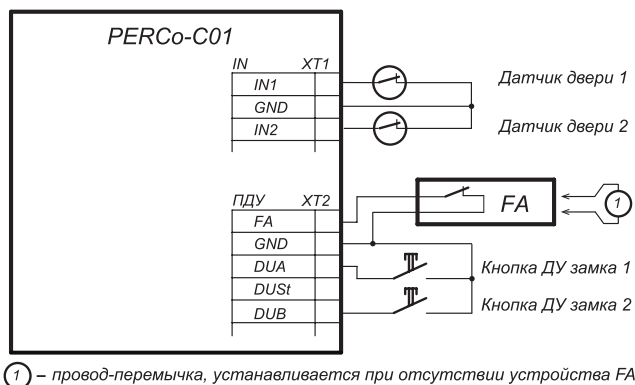 PERCo-C01
IN XT1
IN1
GND
IN2
Датчик двери 1
Датчик двери 2
ПДУ XT2
FA
GND
DUA
DUSt
DUB
FA
1
Кнопка ДУ замка 1
Кнопка ДУ замка 2
1 – провод-перемычка, устанавливается при отсутствии устройства FA